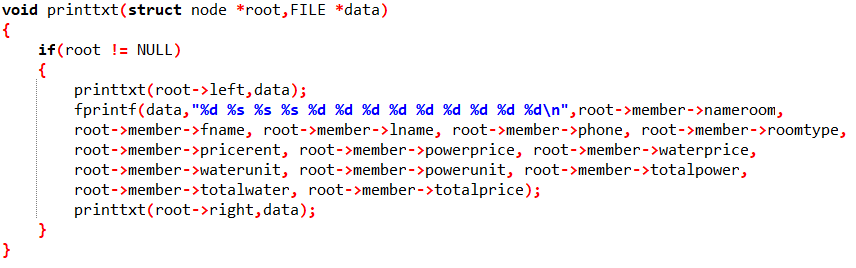 void printtxt(struct node *root,FILE *data)
{
if(root != NULL)
{
printtxt(root->left,data);
fprintf(data,"%d %s %s %s %d %d %d %d %d %d %d %d %d\n",root->member->nameroom,
root->member->fname, root->member->lname, root->member->phone, root->member->roomtype,
root->member->pricerent, root->member->powerprice, root->member->waterprice,
root->member->waterunit, root->member->powerunit, root->member->totalpower,
root->member->totalwater, root->member->totalprice);
printtxt(root->right,data);
}
}